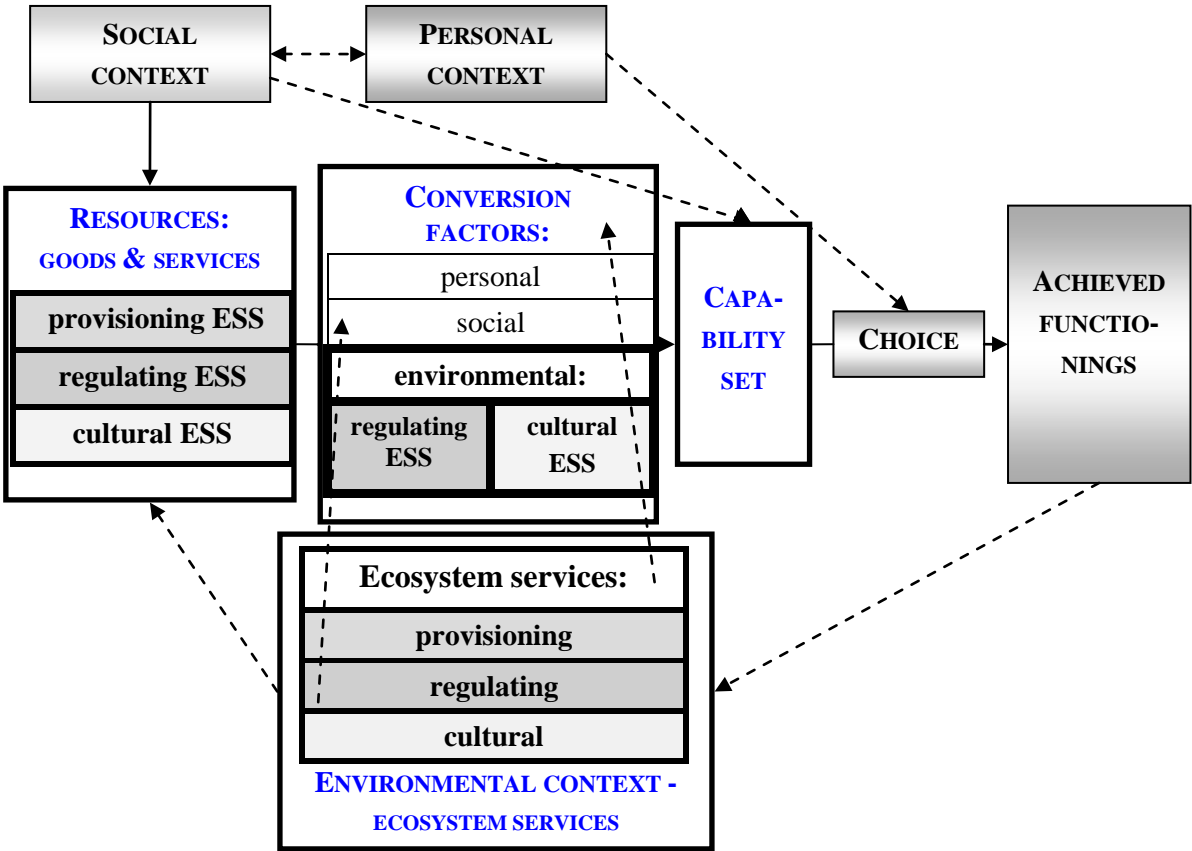 SOCIAL
CONTEXT
PERSONAL
CONTEXT
RESOURCES:
GOODS & SERVICES
provisioning ESS
regulating ESS
cultural ESS
CONVERSION
FACTORS:
personal
social
environmental:
regulating
ESS
cultural
ESS
CAPA-
BILITY
SET
CHOICE
ACHIEVED
FUNCTIO-
NINGS
Ecosystem services:
provisioning
regulating
cultural
ENVIRONMENTAL CONTEXT -
ECOSYSTEM SERVICES